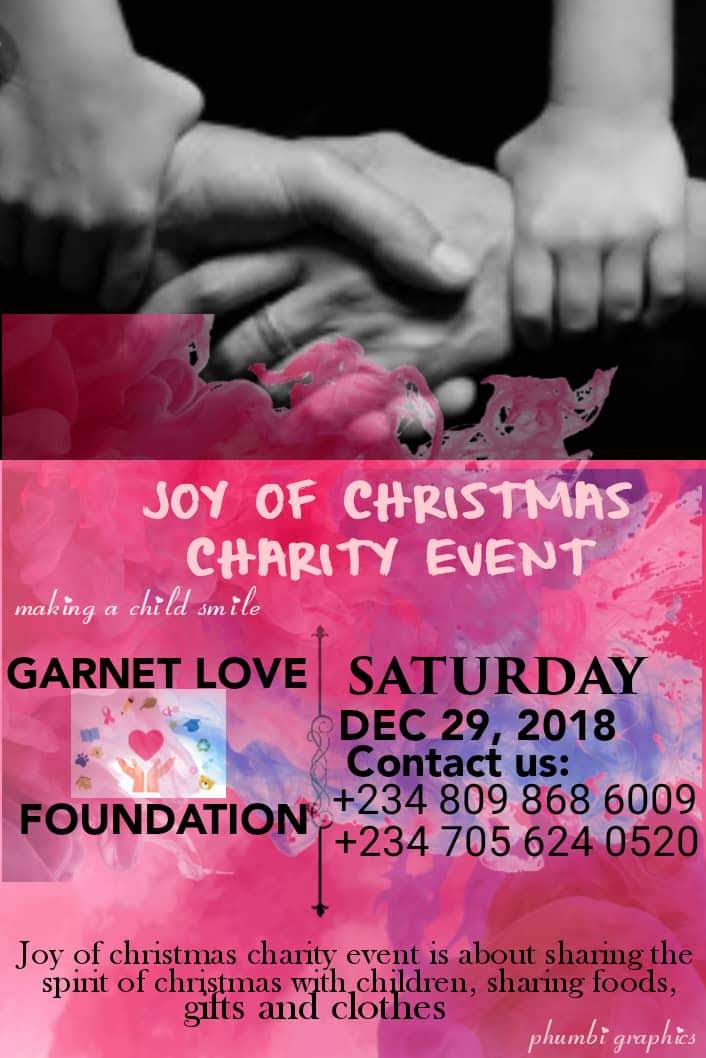 JOY OF CHRISTMAS
CHARITY EVENT
making a child smile
GARNET LOVE
FOUNDATION
SATURDAY
DEC 29, 2018
Contact us:
+234 809 868 6009
+234 705 624 0520
Joy of christmas charity event is about sharing the
spirit of christmas with children, sharing foods,
gifts and clothes
phumbi graphics